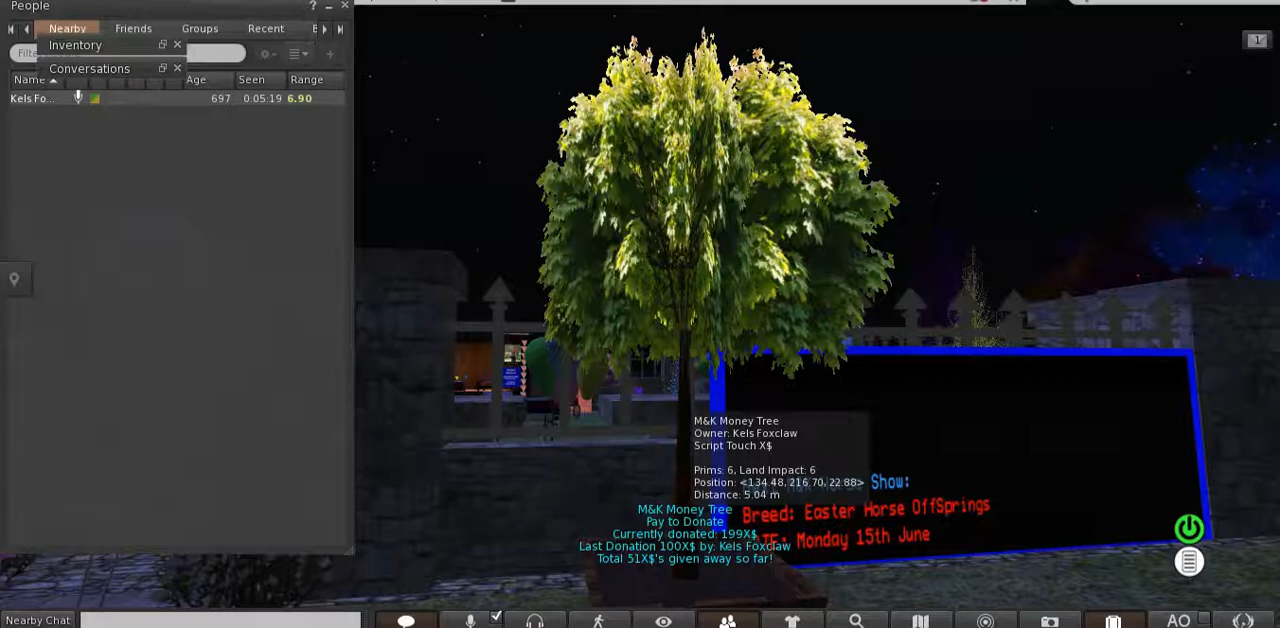 People
? _ ×
Nearby Friends Groups Recent
Inventory
Conversations
Name Age Seen Range
Kels Fo... 697 0:05:19 6.90
1
M&K Money Tree
Owner: Kels Foxclaw
Script Touch X$
Prims: 6, Land Impact: 6
Position: <134.48, 216.70, 22.88>
Distance: 5.04 m
Show:
Breed: Easter Horse OffSprings
Monday 15th June
M&K Money Tree
Pay to Donate
Currently donated: 199X$
Last Donation 100X$ by: Kels Foxclaw
Total 51X$'s given away so far!
Nearby Chat
AO